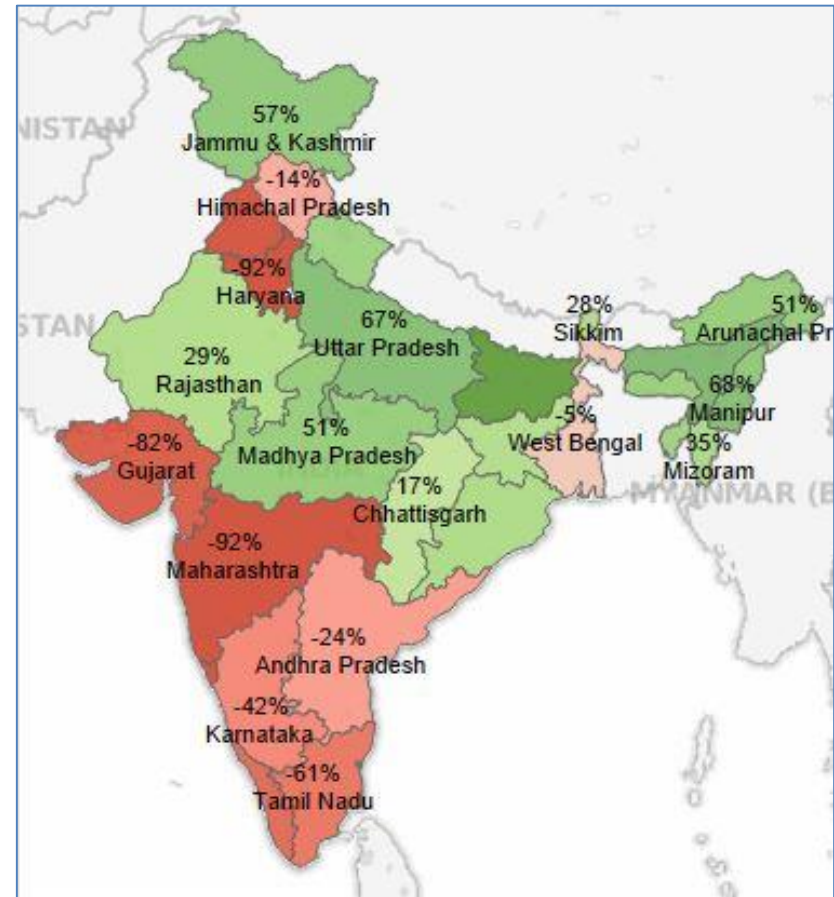 57%
Jammu & Kashmir
NISTAN
-14%
Himachal Pradesh
-92%
Haryana
28%
Sikkim
51%
Arunachal Pr
STAN
67%
Uttar Pradesh
29%
Rajasthan
68%
Manipur
-5%
West Bengal
51%
Madhya Pradesh
-82%
Gujarat
35%
Mizoram
17%
Chhattisgarh
MYANMAR (B
-92%
Maharashtra
-24%
Andhra Pradesh
-42%
Karnataka
-61%
Tamil Nadu